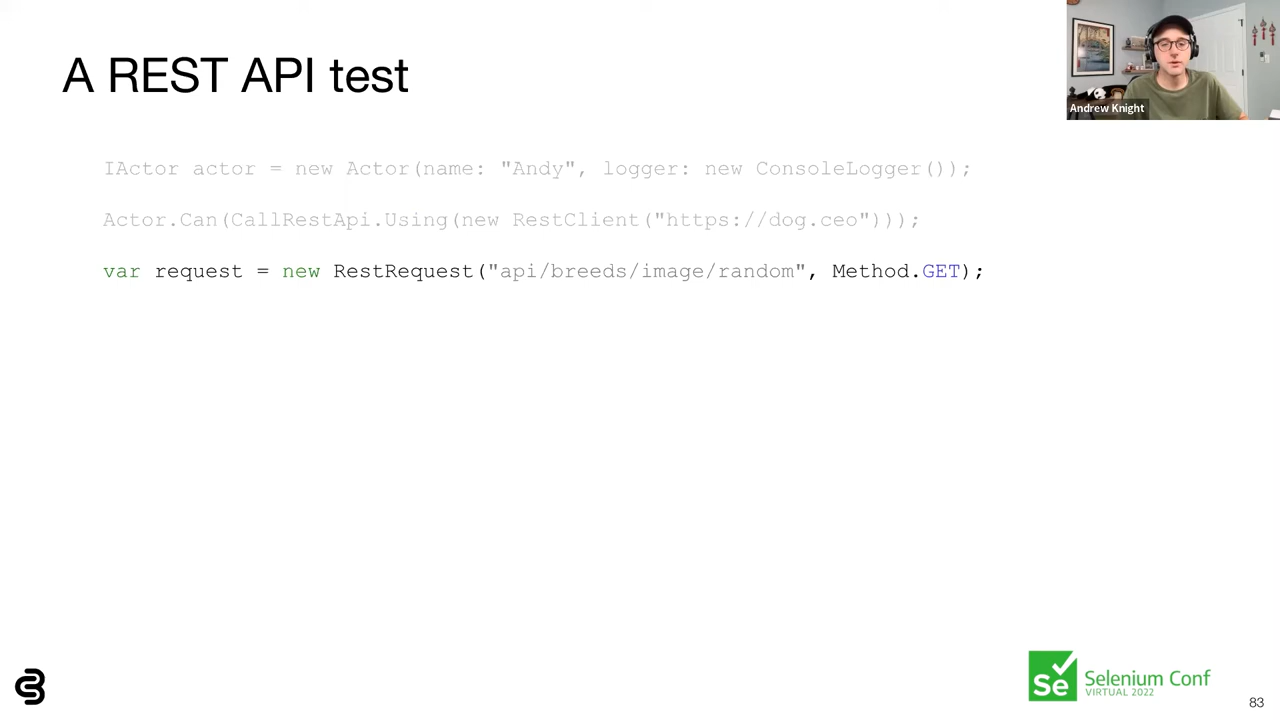 A REST API test
Andrew Knight
IActor actor = new Actor(name: "Andy", logger: new ConsoleLogger());
Actor.Can(CallRestApi.Using(new RestClient("https://dog.ceo")));
var request = new RestRequest("api/breeds/image/random", Method.GET);
Se
Selenium Conf
VIRTUAL 2022
83